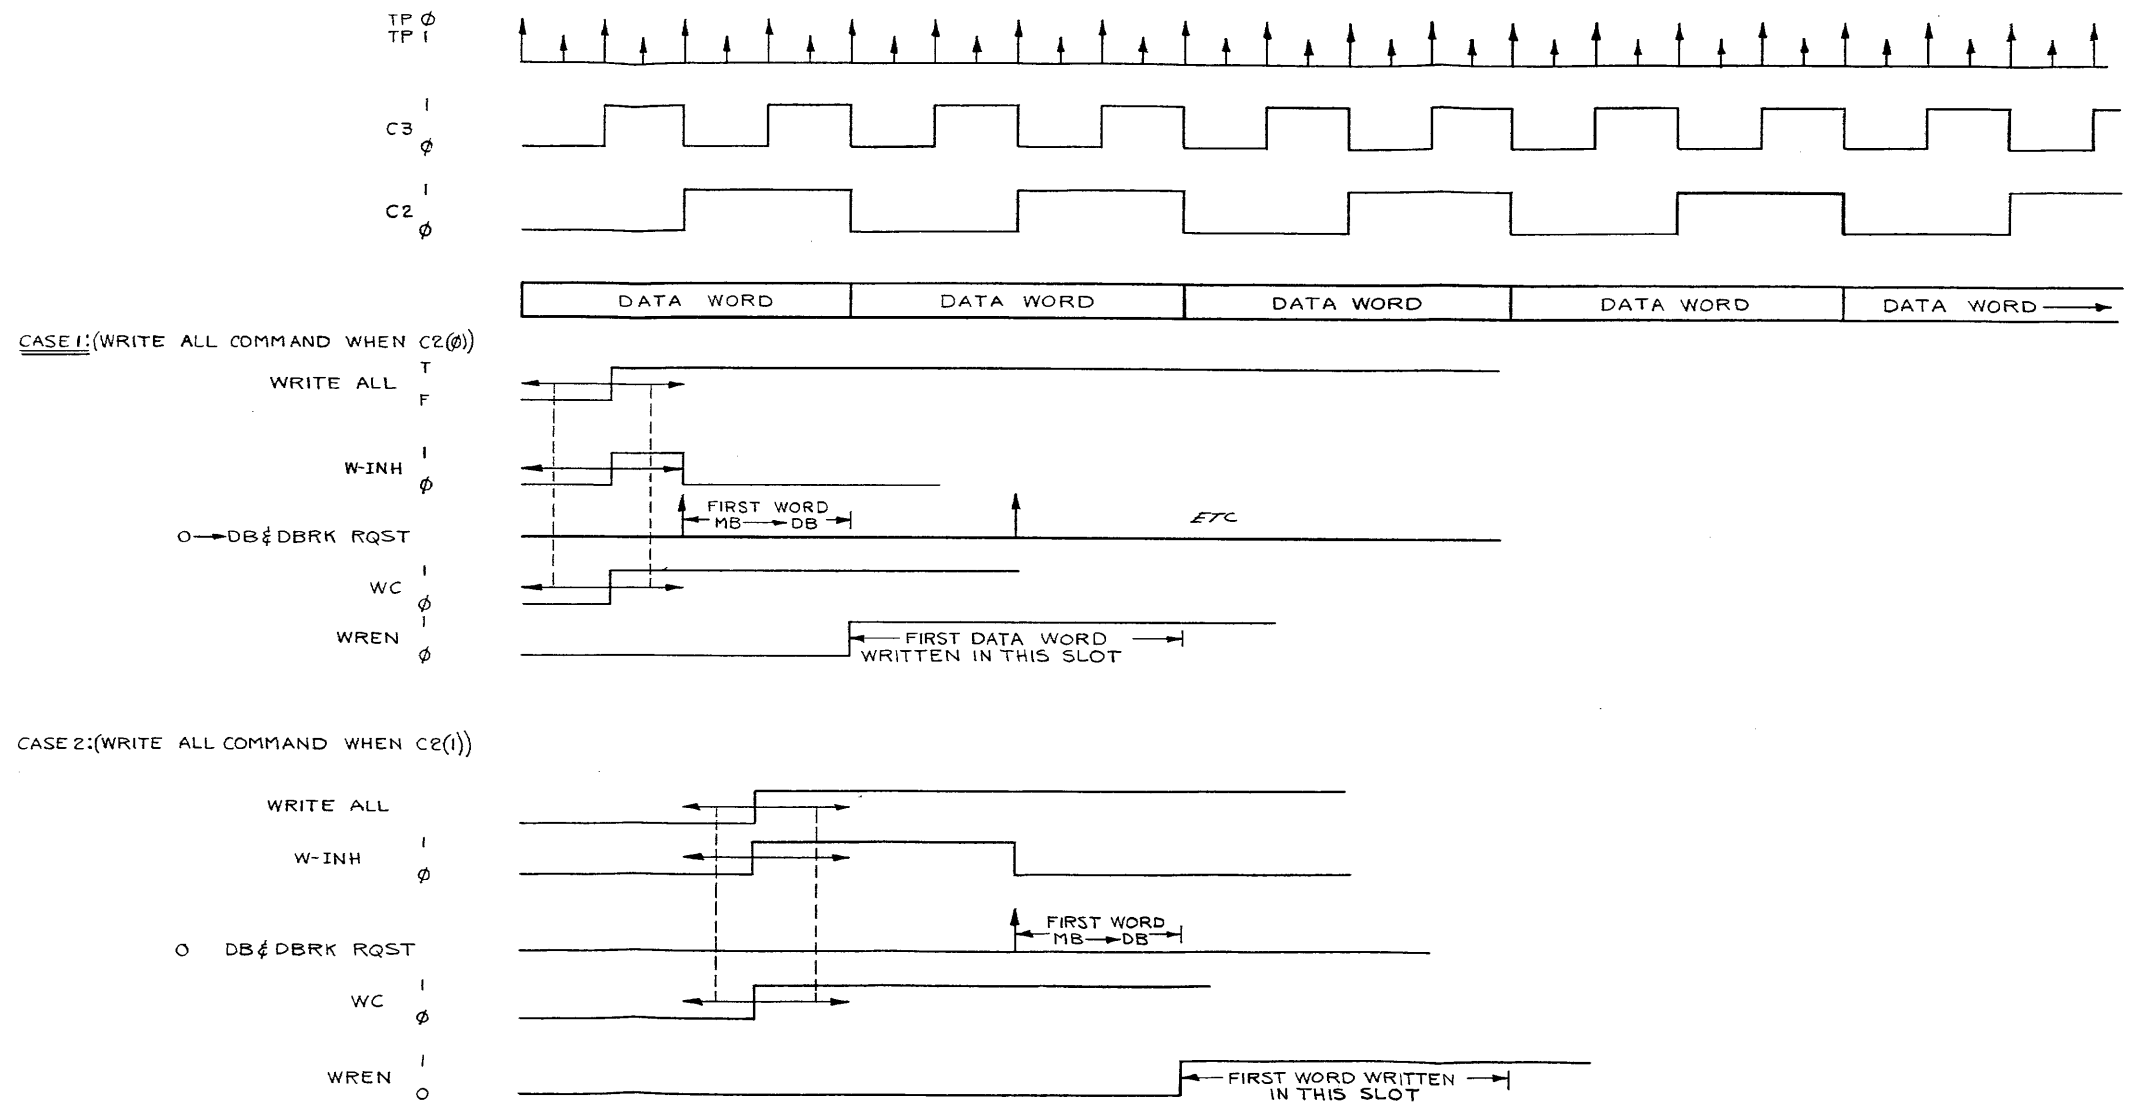 TP Ø
TP 1
1
C3
Ø
1
C2
Ø
DATA WORD DATA WORD DATA WORD DATA WORD DATA WORD
CASE 1:(WRITE ALL COMMAND WHEN C2(Ø))
T
WRITE ALL
F
1
W-INH
Ø
FIRST WORD
MB→DB
ETC
O→DB & DBRK RQST
1
WC
Ø
1
WREN
Ø
FIRST DATA WORD
WRITTEN IN THIS SLOT
CASE 2:(WRITE ALL COMMAND WHEN C2(1))
WRITE ALL
1
W-INH
Ø
FIRST WORD
MB→DB
O DB & DBRK RQST
1
WC
Ø
1
WREN
O
FIRST WORD WRITTEN
IN THIS SLOT